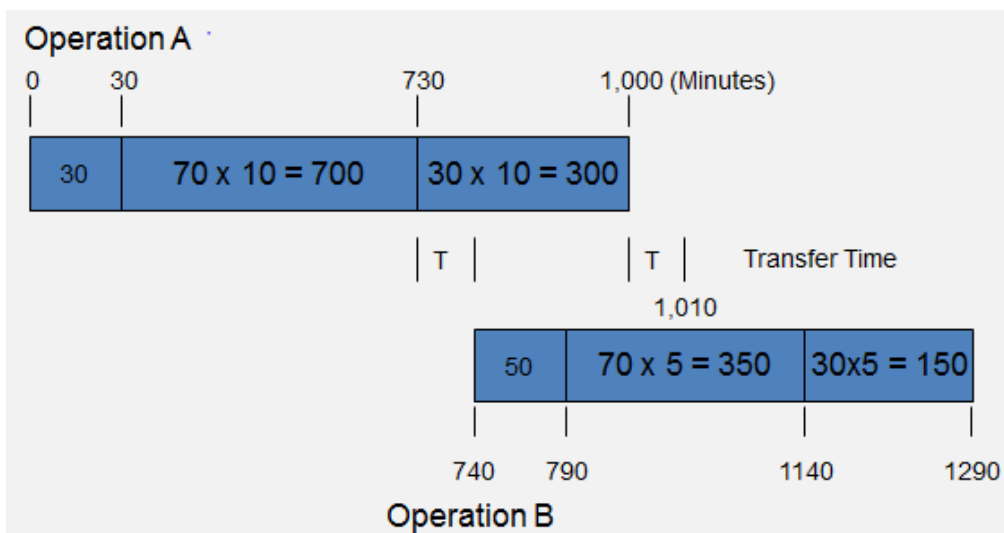 Operation A
0 30 730 1,000 (Minutes)
30 70 x 10 = 700 30 x 10 = 300
T T Transfer Time
1,010
50 70 x 5 = 350 30x5 = 150
740 790 1140 1290
Operation B